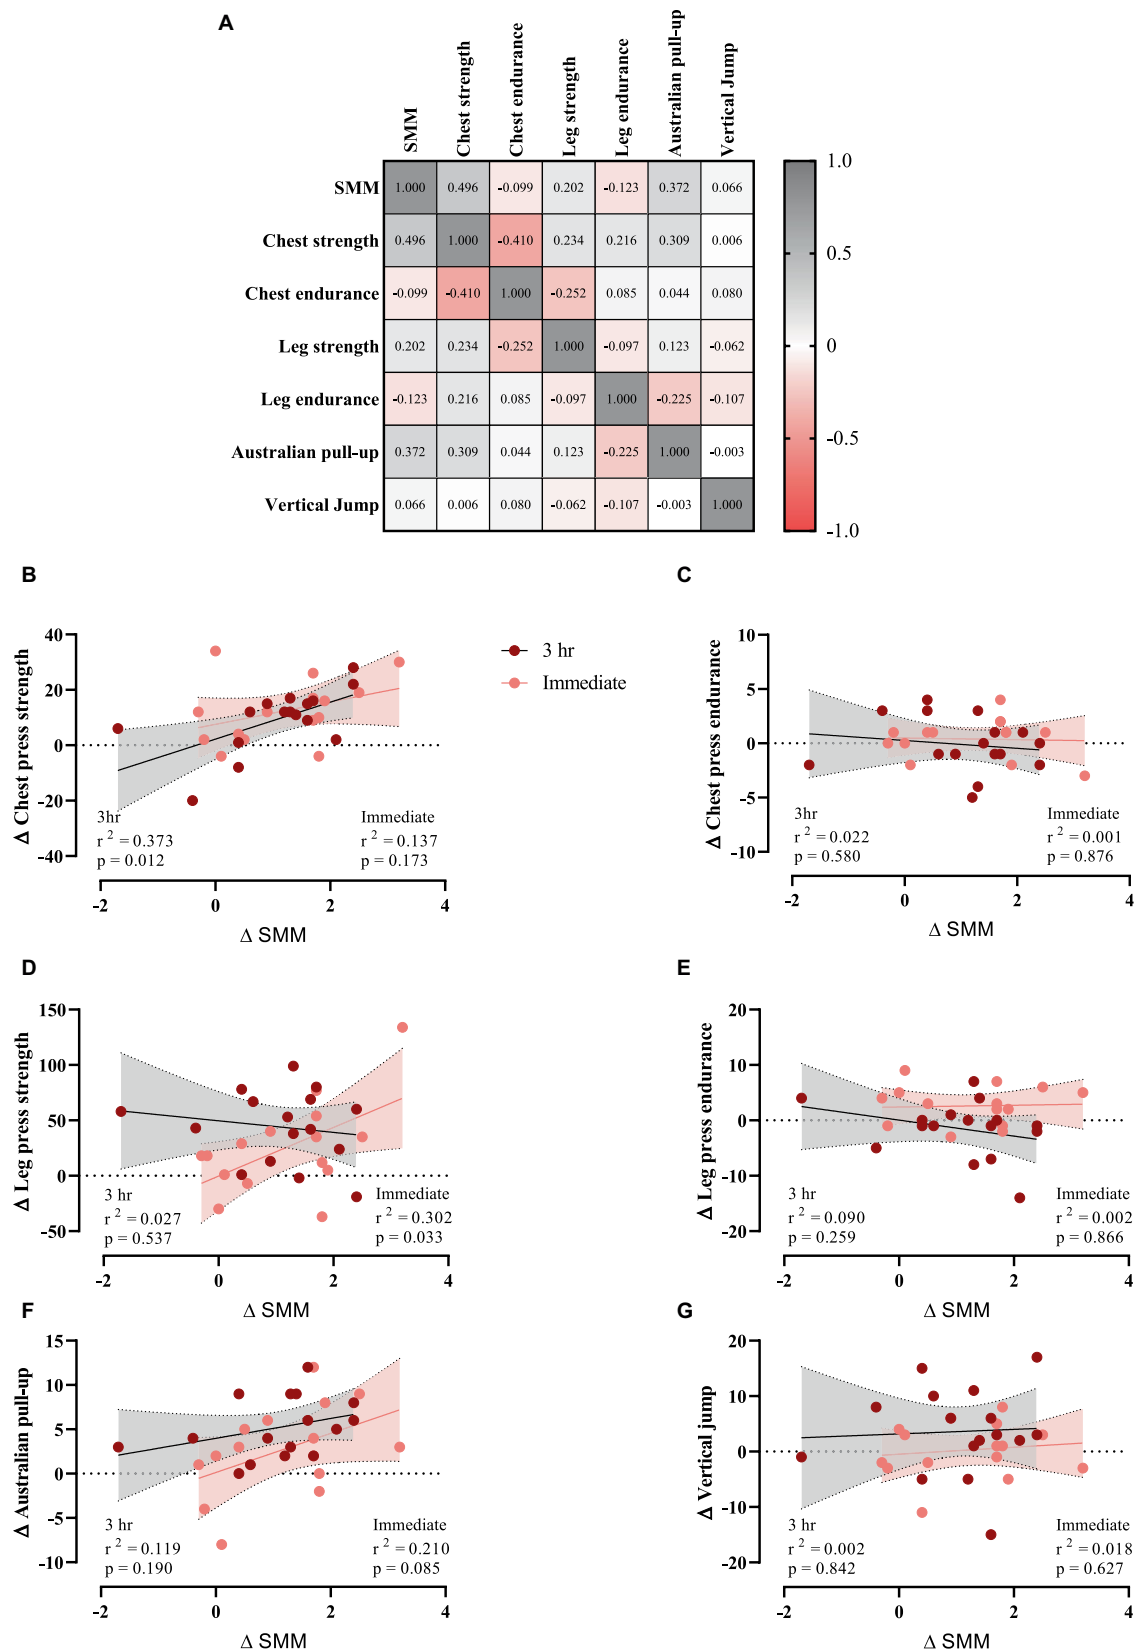 A
SMM
Chest strength
Chest endurance
Leg strength
Leg endurance
Australian pull-up
Vertical Jump
SMM 1.000 0.496 -0.099 0.202 -0.123 0.372 0.066
Chest strength 0.496 1.000 -0.410 0.234 0.216 0.309 0.006
Chest endurance -0.099 -0.410 1.000 -0.252 0.085 0.044 0.080
Leg strength 0.202 0.234 -0.252 1.000 -0.097 0.123 -0.062
Leg endurance -0.123 0.216 0.085 -0.097 1.000 -0.225 -0.107
Australian pull-up 0.372 0.309 0.044 0.123 -0.225 1.000 -0.003
Vertical Jump 0.066 0.006 0.080 -0.062 -0.107 -0.003 1.000
1.0
0.5
0
-0.5
-1.0
B
Δ Chest press strength
40
20
0
-20
-40
3hr
r² = 0.373
p = 0.012
Immediate
r² = 0.137
p = 0.173
-2 0 2 4
Δ SMM
3 hr
Immediate
C
Δ Chest press endurance
10
5
0
-5
-10
3hr
r² = 0.022
p = 0.580
Immediate
r² = 0.001
p = 0.876
-2 0 2 4
Δ SMM
D
Δ Leg press strength
150
100
50
0
-50
3 hr
r² = 0.027
p = 0.537
Immediate
r² = 0.302
p = 0.033
-2 0 2 4
Δ SMM
E
Δ Leg press endurance
20
10
0
-10
-20
3 hr
r² = 0.090
p = 0.259
Immediate
r² = 0.002
p = 0.866
-2 0 2 4
Δ SMM
F
Δ Australian pull-up
15
10
5
0
-5
-10
3 hr
r² = 0.119
p = 0.190
Immediate
r² = 0.210
p = 0.085
-2 0 2 4
Δ SMM
G
Δ Vertical jump
20
10
0
-10
-20
3 hr
r² = 0.002
p = 0.842
Immediate
r² = 0.018
p = 0.627
-2 0 2 4
Δ SMM